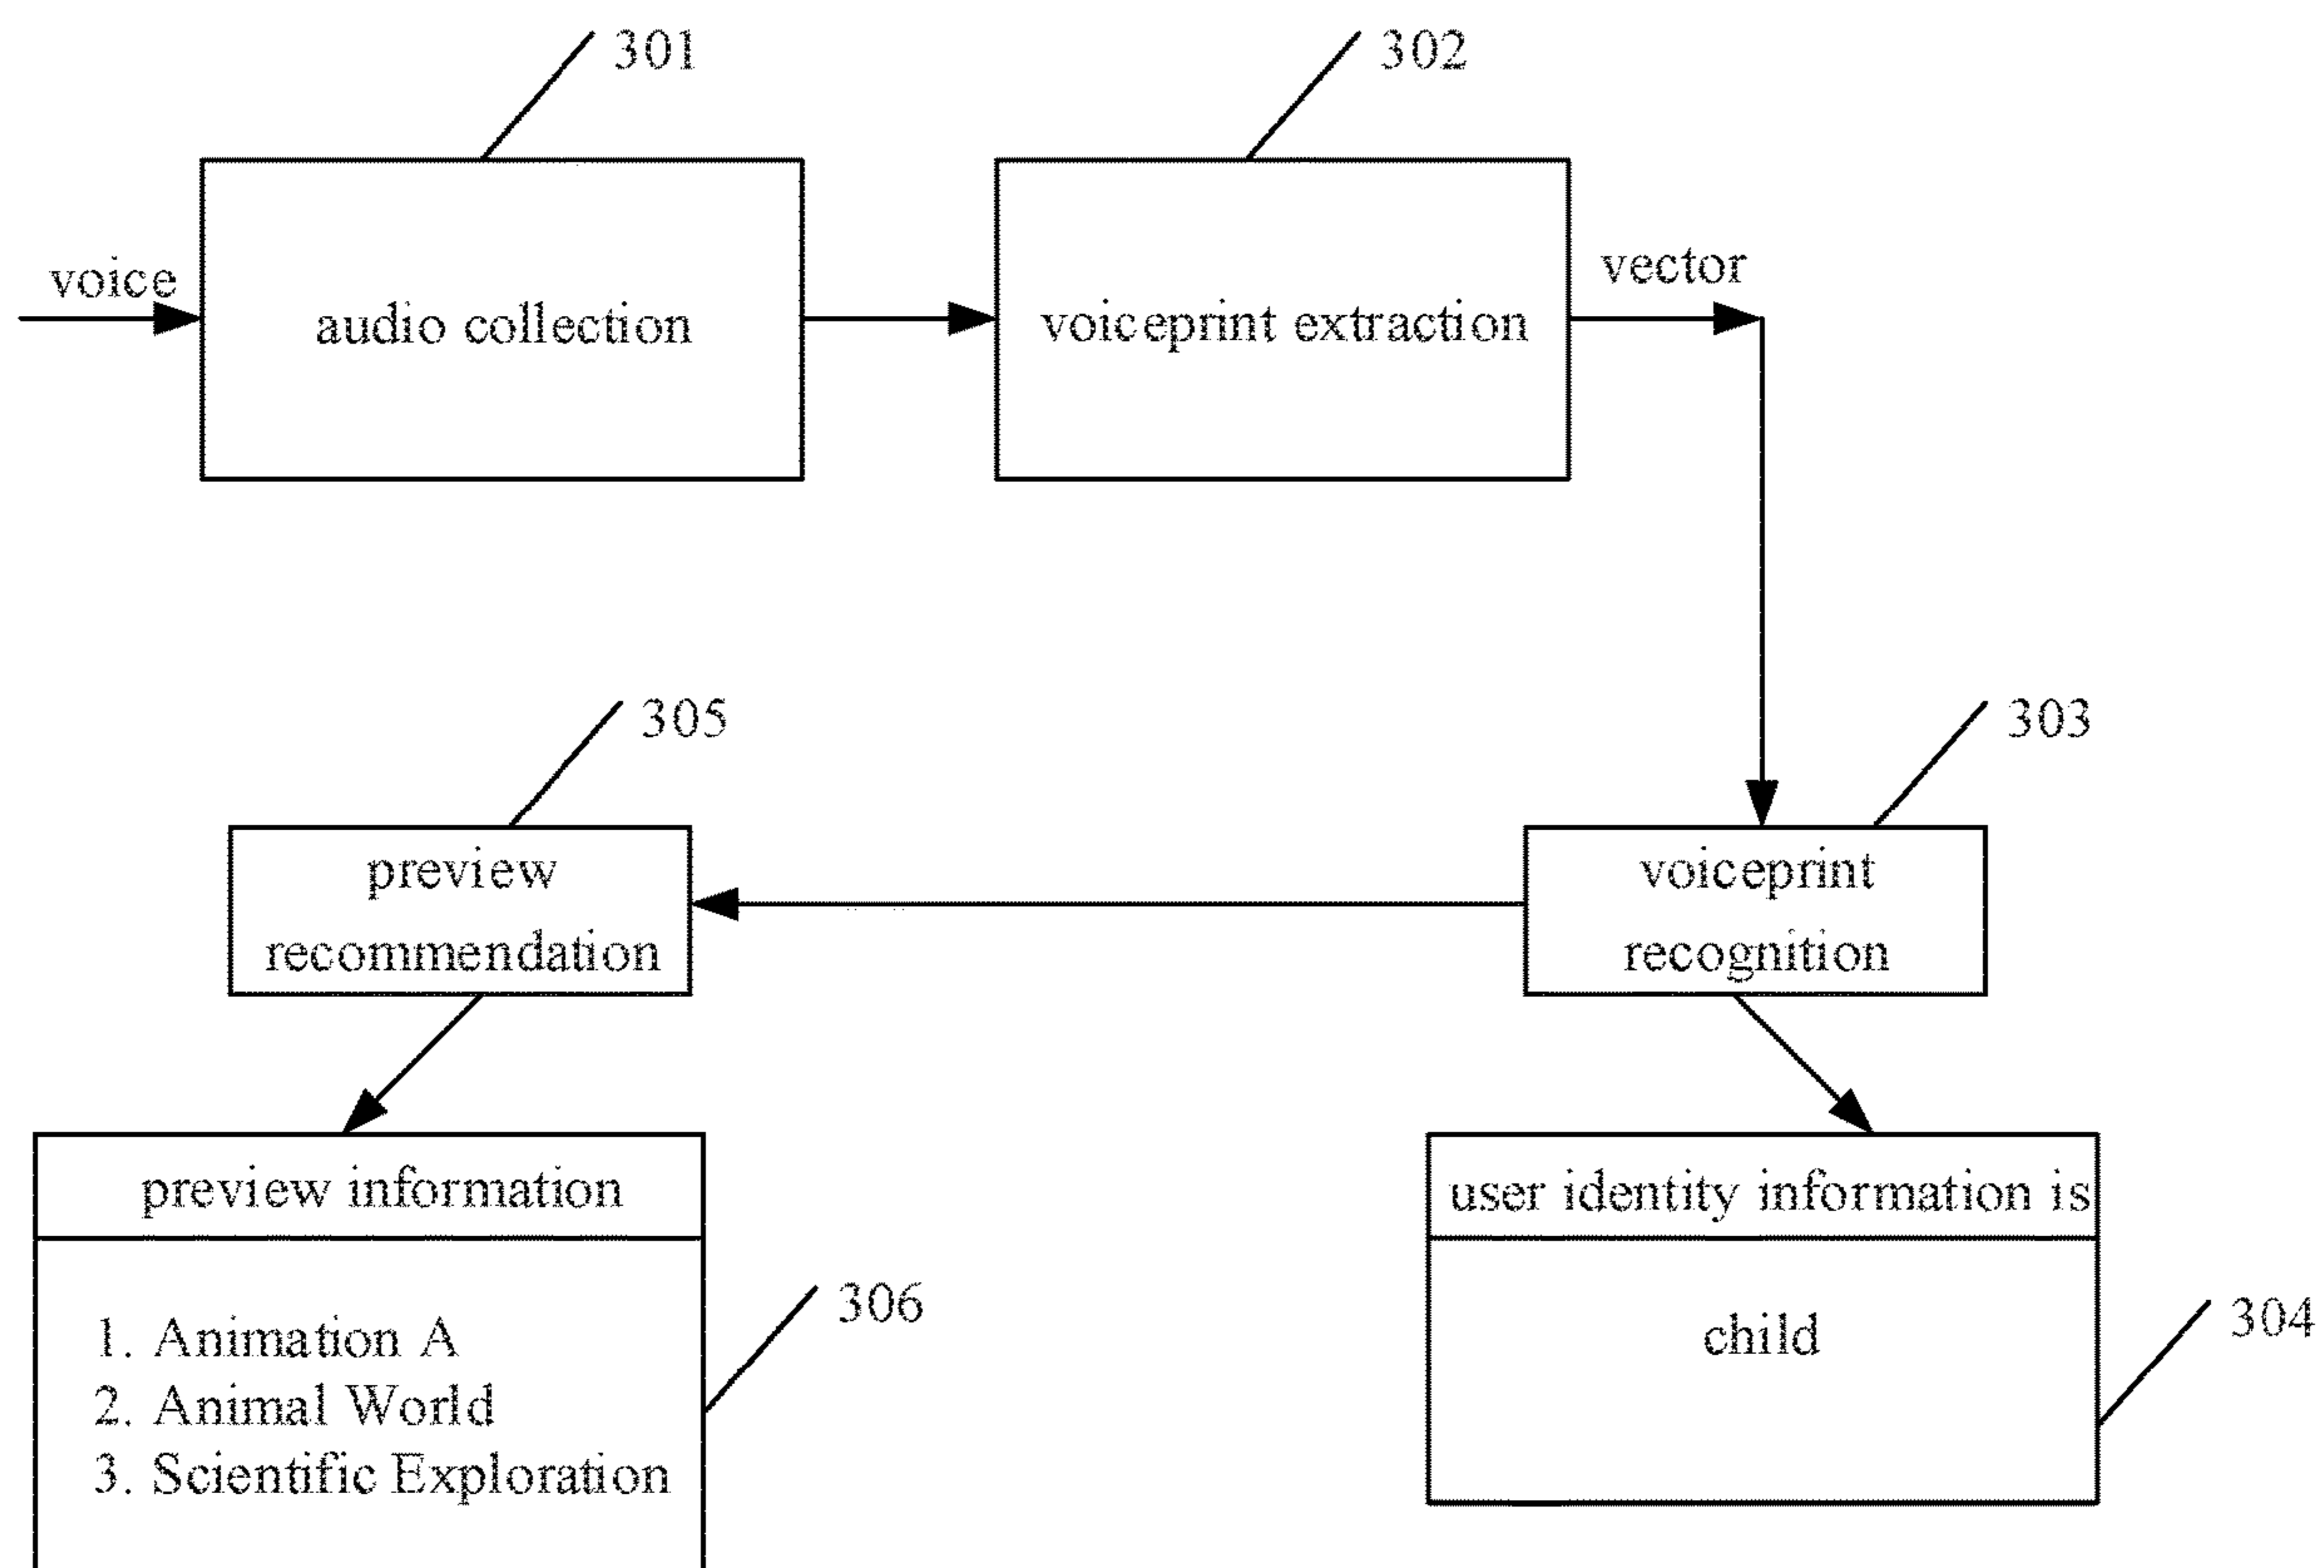 301
302
voice
audio collection
voiceprint extraction
vector
305
303
preview
recommendation
voiceprint
recognition
preview information
1. Animation A
2. Animal World
3. Scientific Exploration
306
user identity information is
child
304